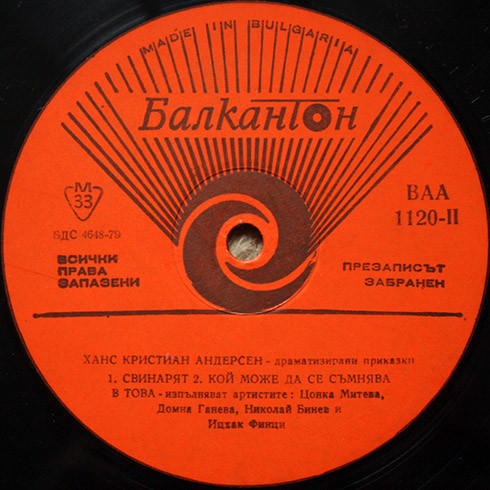 MADE IN BULGARIA
Балкантон
М
33
БДС 4648-79
ВАА
1120-II
ВСИЧКИ
ПРАВА
ЗАПАЗЕНИ
ПРЕЗАПИСЪТ
ЗАБРАНЕН
ХАНС КРИСТИАН АНДЕРСЕН - драматизирани приказки
1. СВИНАРЯТ 2. КОЙ МОЖЕ ДА СЕ СЪМНЯВА
В ТОВА - изпълняват артистите : Цонка Митева,
Домна Ганева, Николай Бинев и
Ицхак Финци